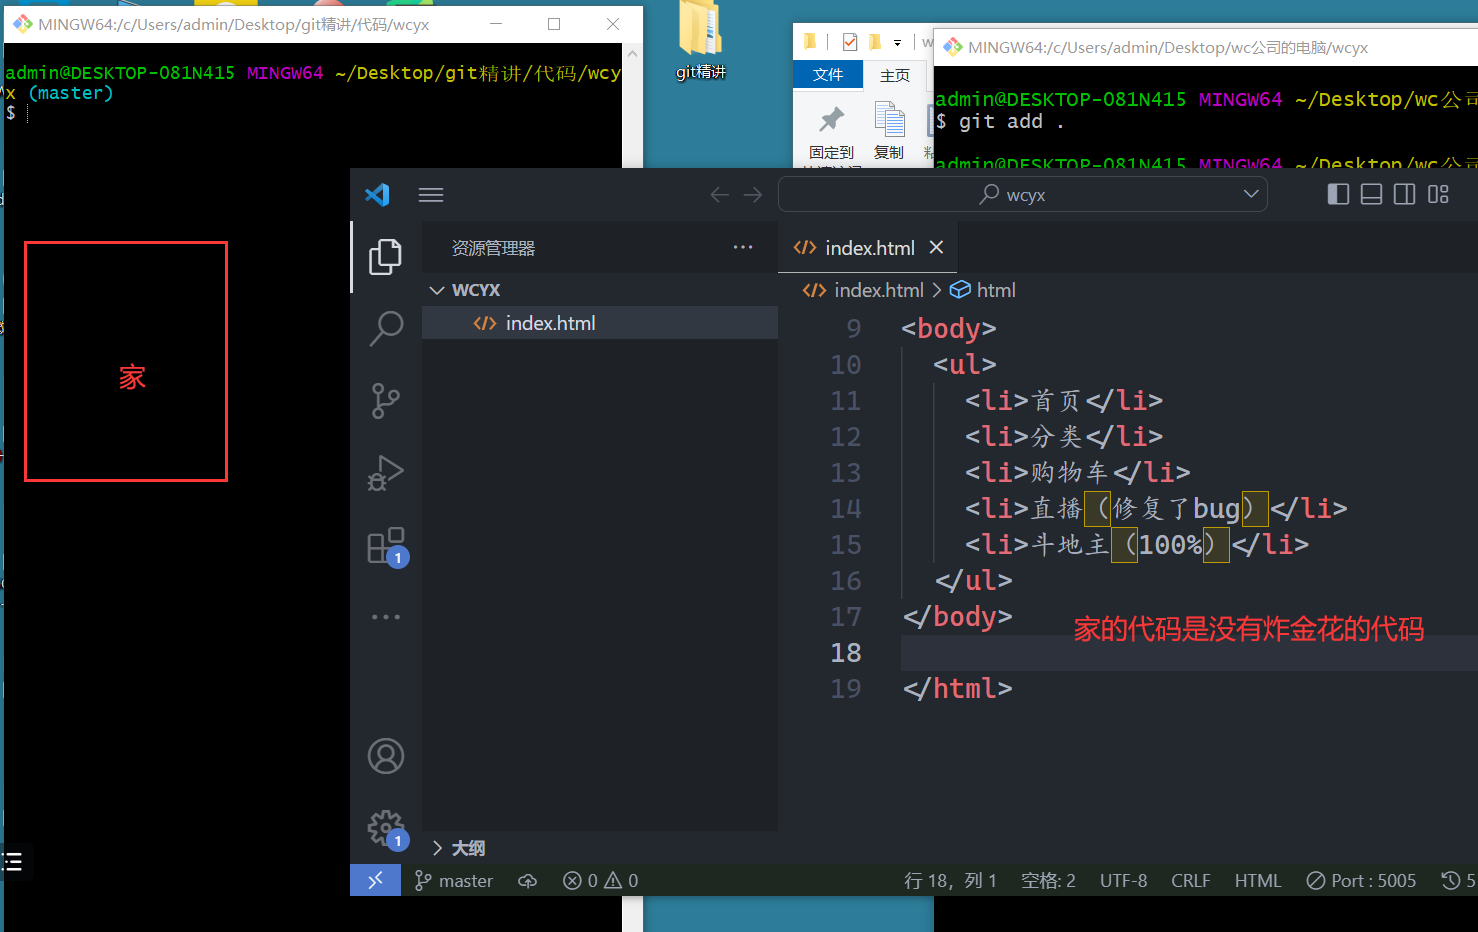 MINGW64:/c/Users/admin/Desktop/git精讲/代码/wcyx
admin@DESKTOP-081N415 MINGW64 ~/Desktop/git精讲/代码/wcy
x (master)
$
家
git精讲
文件
主页
固定到
复制
MINGW64:/c/Users/admin/Desktop/wc公司的电脑/wcyx
admin@DESKTOP-081N415 MINGW64 ~/Desktop/wc公司
$ git add .
admin@DESKTOP-081N415 MINGW64 ~/Desktop/wc公司
wcyx
资源管理器
index.html
WCYX
index.html > html
index.html
9 <body>
10 <ul>
11 <li>首页</li>
12 <li>分类</li>
13 <li>购物车</li>
14 <li>直播（修复了bug）</li>
15 <li>斗地主（100%）</li>
16 </ul>
17 </body>
家的代码是没有炸金花的代码
18
19 </html>
1
1
大纲
master
0
0
行 18，列 1
空格: 2
UTF-8
CRLF
HTML
Port : 5005
5